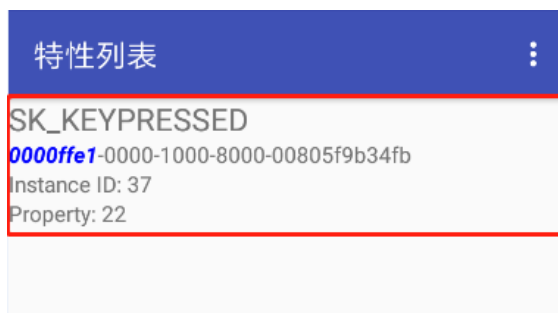 特性列表
SK_KEYPRESSED
0000ffe1-0000-1000-8000-00805f9b34fb
Instance ID: 37
Property: 22